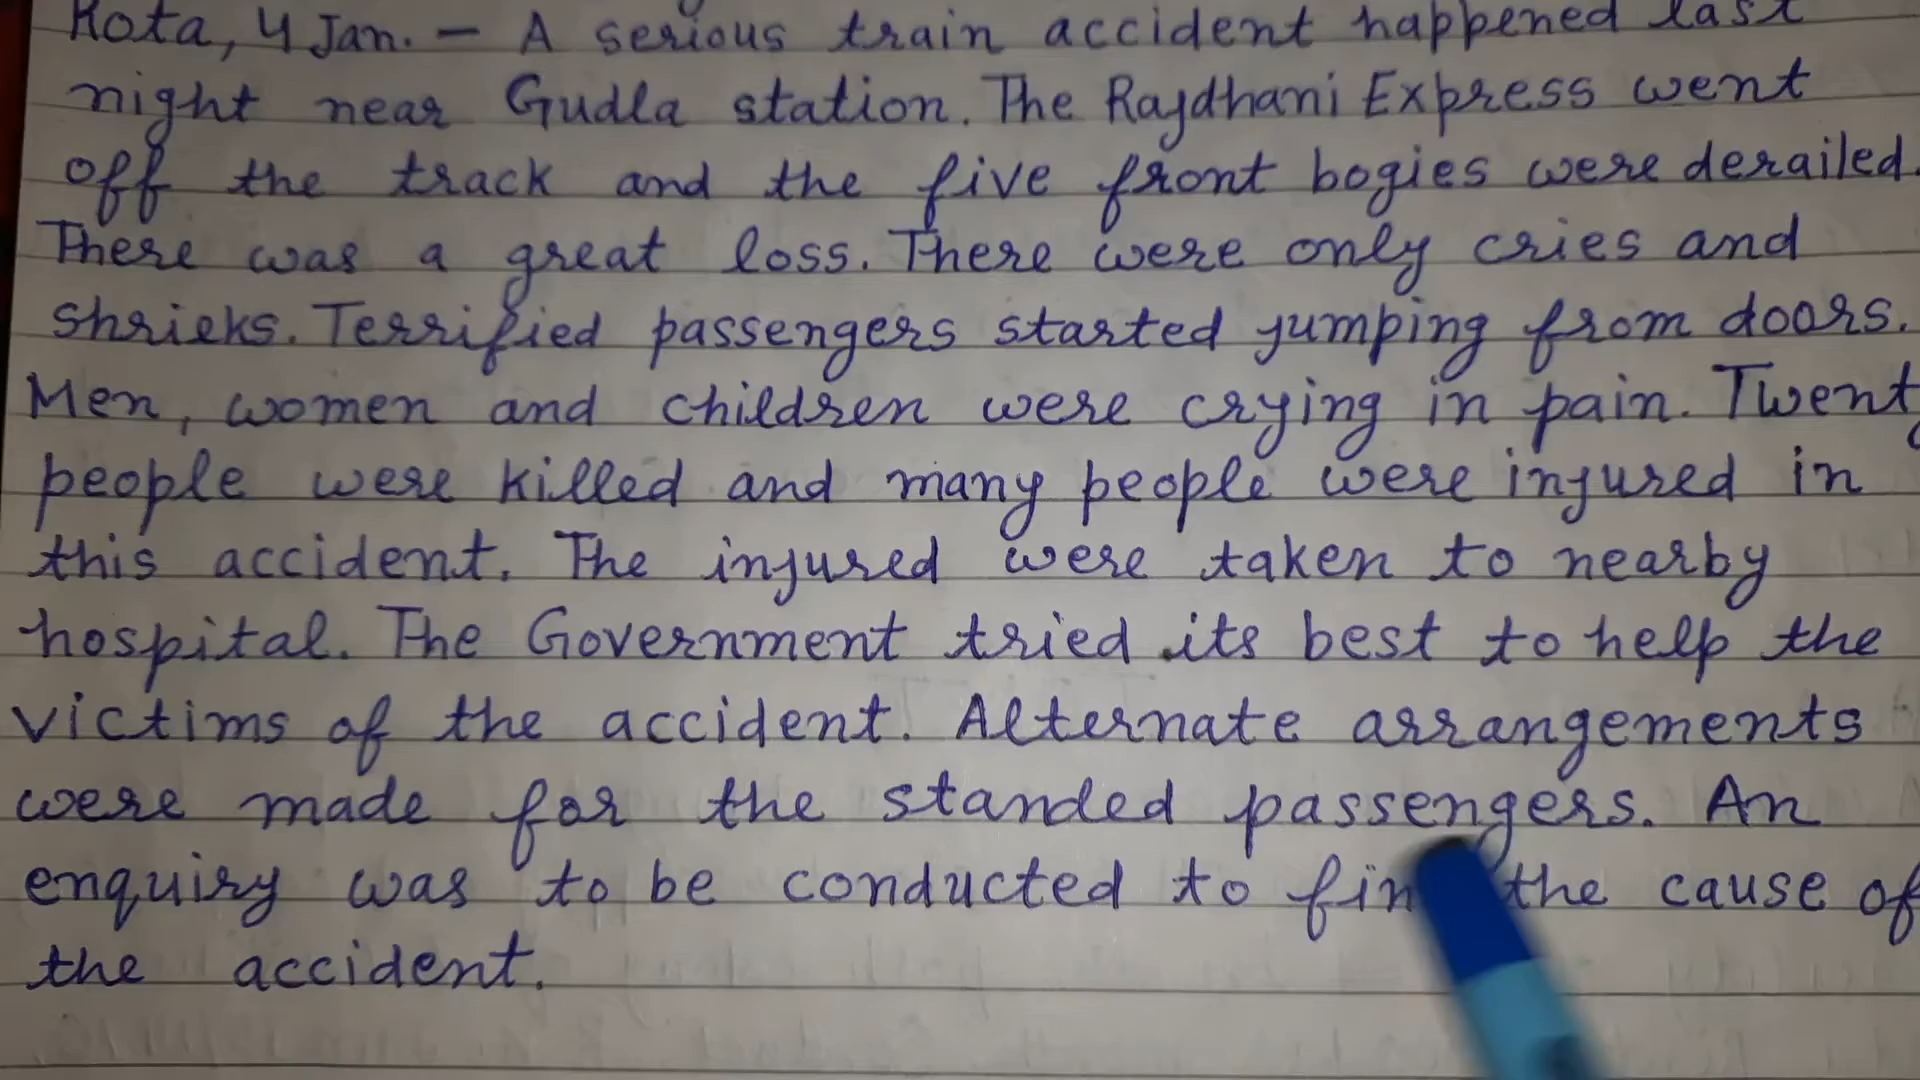 Kota, 4 Jan. — A serious train accident happened last
night near Gudla station. The Rajdhani Express went
off the track and the five front bogies were derailed.
There was a great loss. There were only cries and
shrieks. Terrified passengers started jumping from doors.
Men, women and children were crying in pain. Twenty
people were killed and many people were injured in
this accident. The injured were taken to nearby
hospital. The Government tried its best to help the
victims of the accident. Alternate arrangements
were made for the standed passengers. An
enquiry was to be conducted to fin the cause of
the accident.